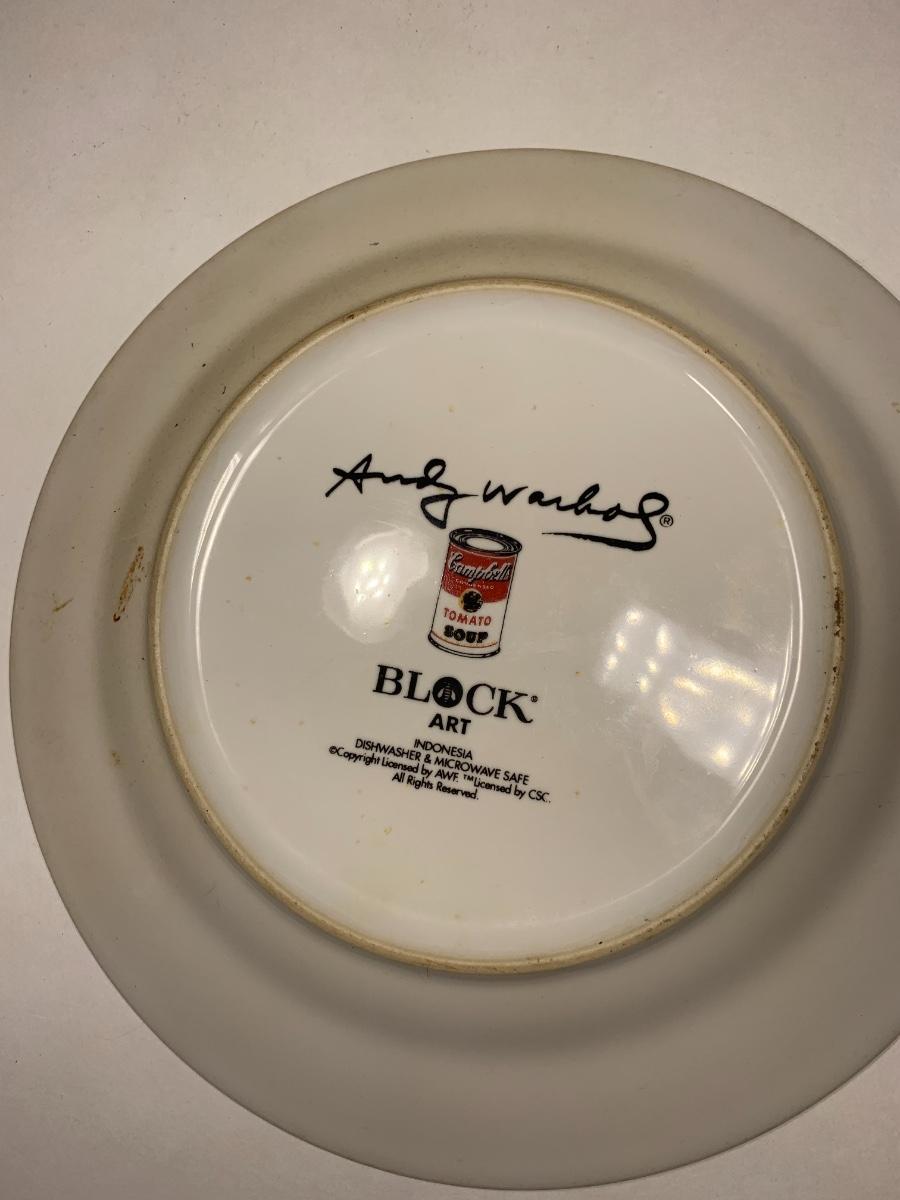 Andy Warhol®
Campbell's
CONDENSED
TOMATO
SOUP
BLOCK®
ART
INDONESIA
DISHWASHER & MICROWAVE SAFE
©Copyright Licensed by AWF. ™Licensed by CSC.
All Rights Reserved.